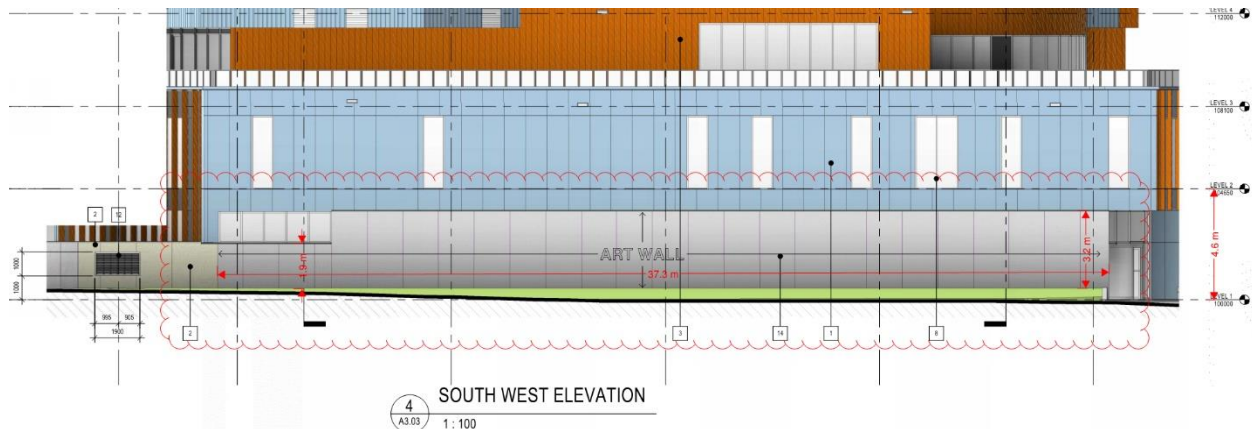 LEVEL 4
112000
LEVEL 3
108100
LEVEL 2
104650
4.6 m
3.2 m
ART WALL
37.3 m
1.9 m
2
12
1000
1000
LEVEL 1
100000
995
905
1900
2
3
14
1
8
4
A3.03
SOUTH WEST ELEVATION
1 : 100